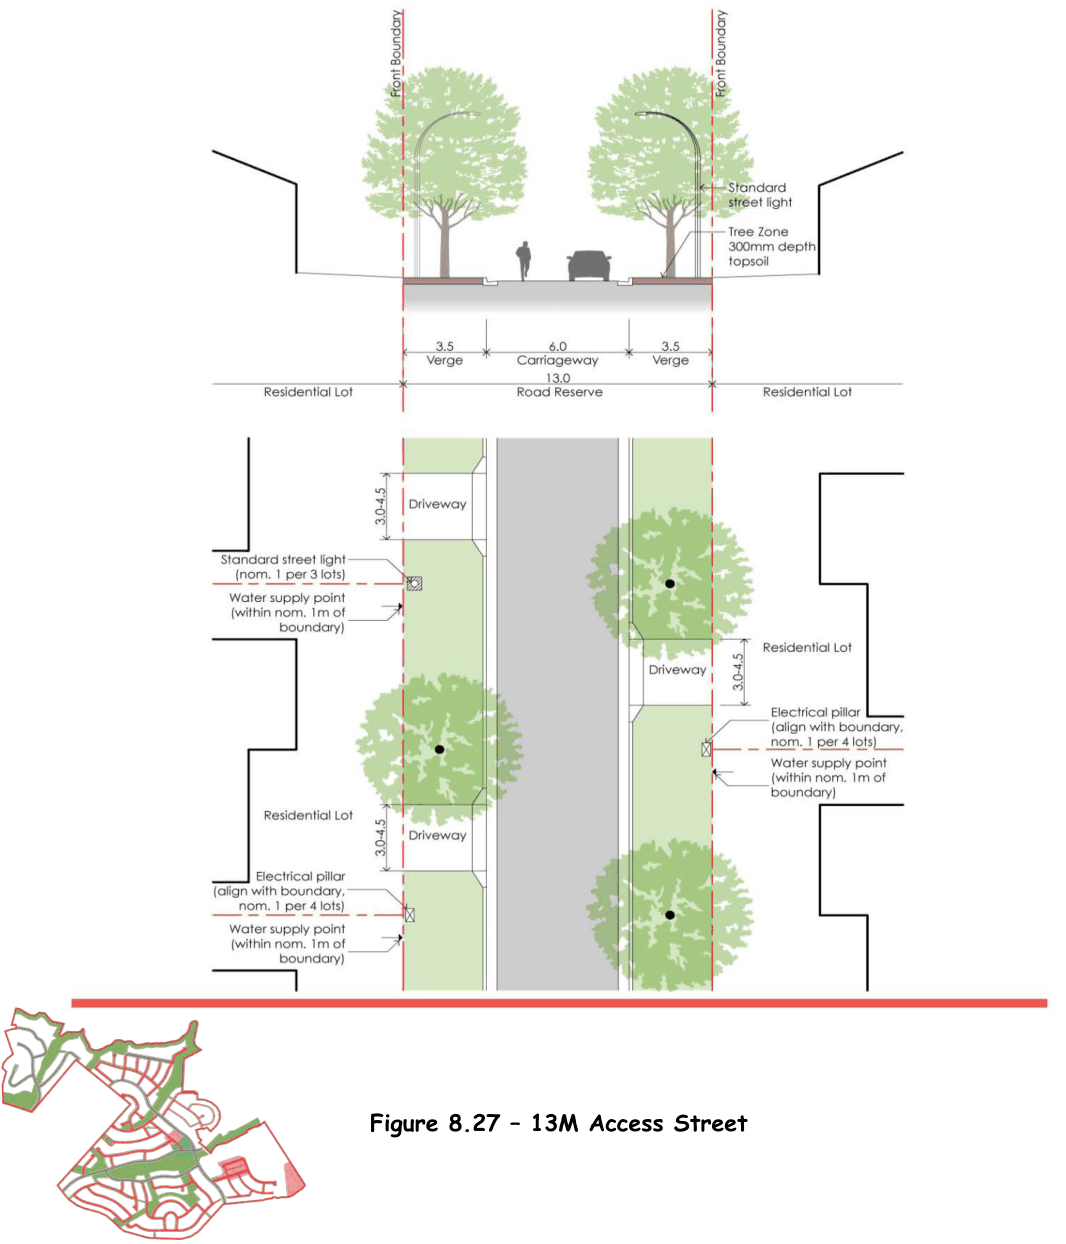 Front Boundary
Front Boundary
Standard
street light
Tree Zone
300mm depth
topsoil
3.5
Verge
6.0
Carriageway
3.5
Verge
13.0
Residential Lot
Road Reserve
Residential Lot
3.0-4.5
Driveway
Standard street light
(nom. 1 per 3 lots)
Water supply point
(within nom. 1m of
boundary)
Residential Lot
Driveway
3.0-4.5
Electrical pillar
(align with boundary,
nom. 1 per 4 lots)
Water supply point
(within nom. 1m of
boundary)
Residential Lot
3.0-4.5
Driveway
Electrical pillar
(align with boundary,
nom. 1 per 4 lots)
Water supply point
(within nom. 1m of
boundary)
Figure 8.27 – 13M Access Street